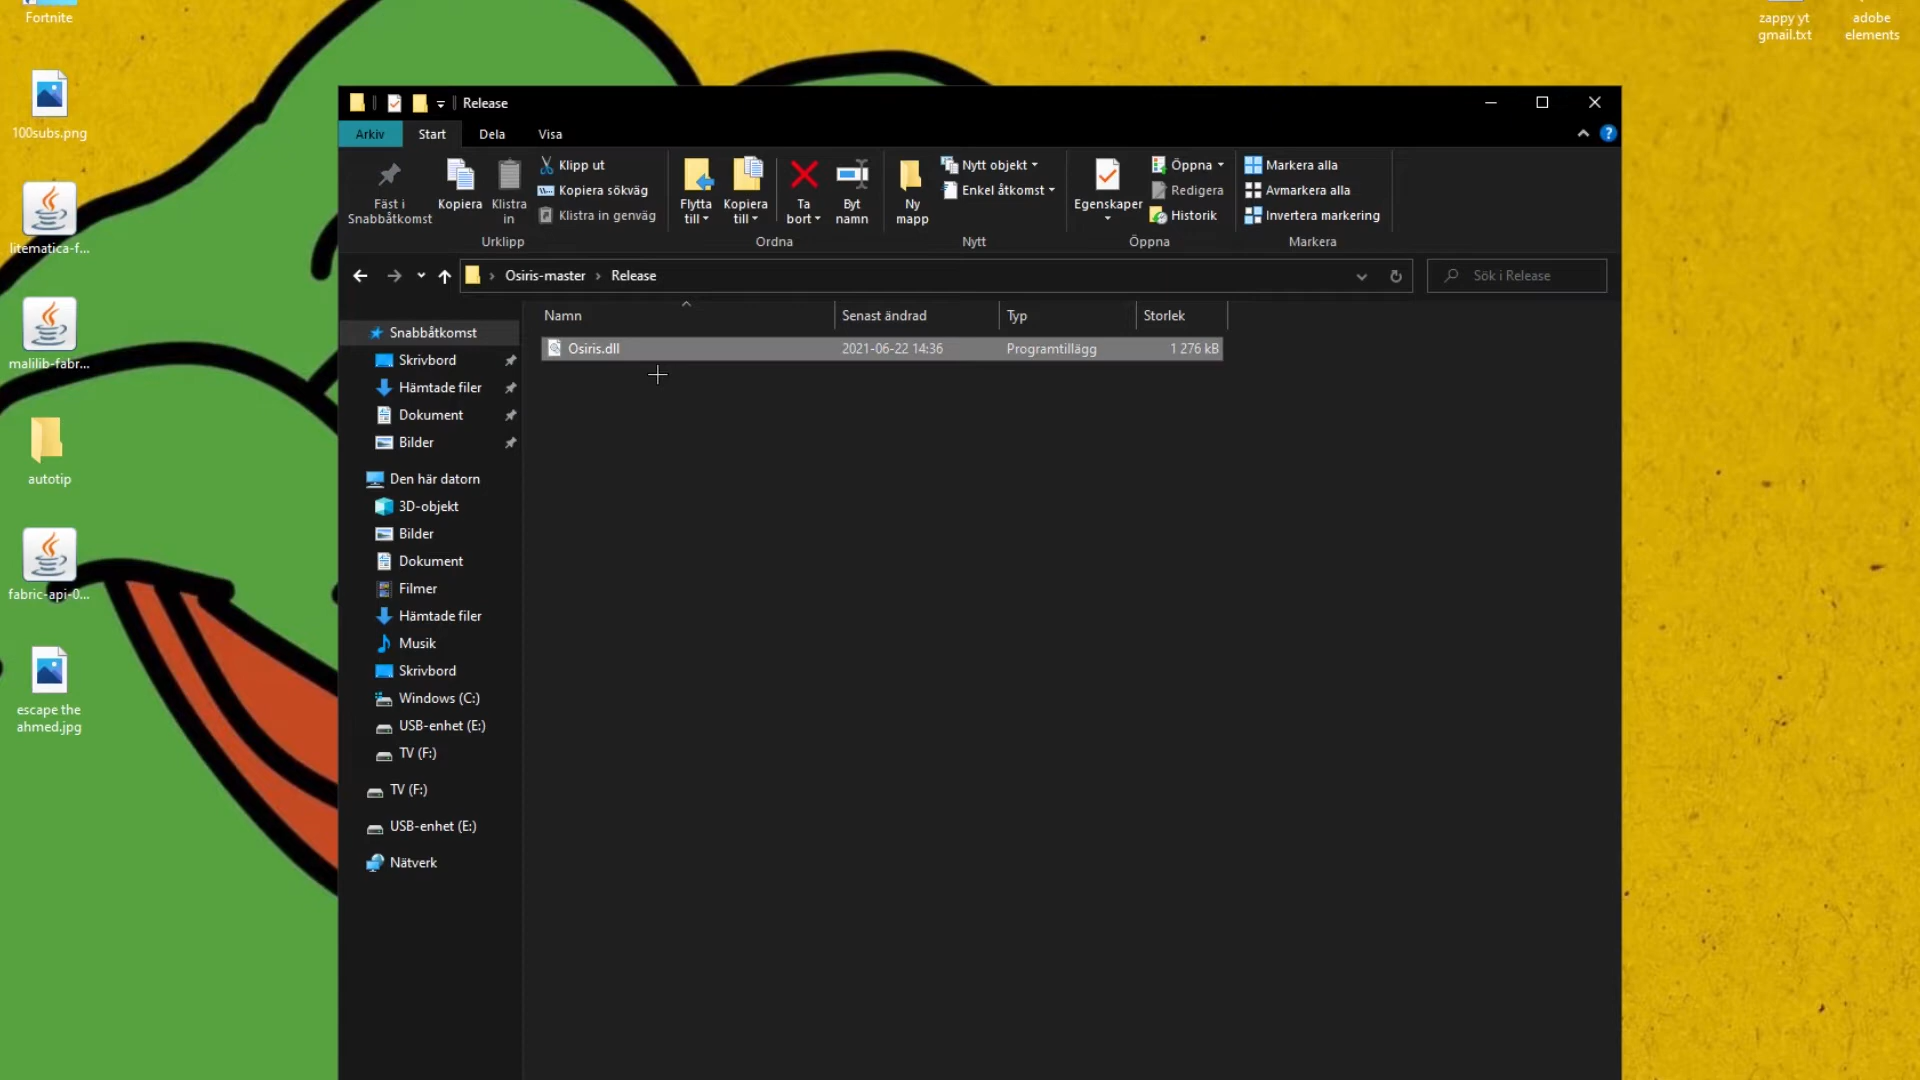 Fortnite
zappy yt
gmail.txt
adobe
elements
100subs.png
litematica-f...
malilib-fabr...
autotip
fabric-api-0...
escape the
ahmed.jpg
Release
Arkiv
Start
Dela
Visa
?
Fäst i
Snabbåtkomst
Kopiera
Klistra
in
Klipp ut
Kopiera sökväg
Klistra in genväg
Urklipp
Flytta
till
Kopiera
till
Ta
bort
Byt
namn
Ordna
Ny
mapp
Nytt objekt
Enkel åtkomst
Nytt
Egenskaper
Öppna
Redigera
Historik
Öppna
Markera alla
Avmarkera alla
Invertera markering
Markera
Osiris-master
Release
Sök i Release
Namn
Senast ändrad
Typ
Storlek
Osiris.dll
2021-06-22 14:36
Programtillägg
1 276 kB
Snabbåtkomst
Skrivbord
Hämtade filer
Dokument
Bilder
Den här datorn
3D-objekt
Bilder
Dokument
Filmer
Hämtade filer
Musik
Skrivbord
Windows (C:)
USB-enhet (E:)
TV (F:)
TV (F:)
USB-enhet (E:)
Nätverk